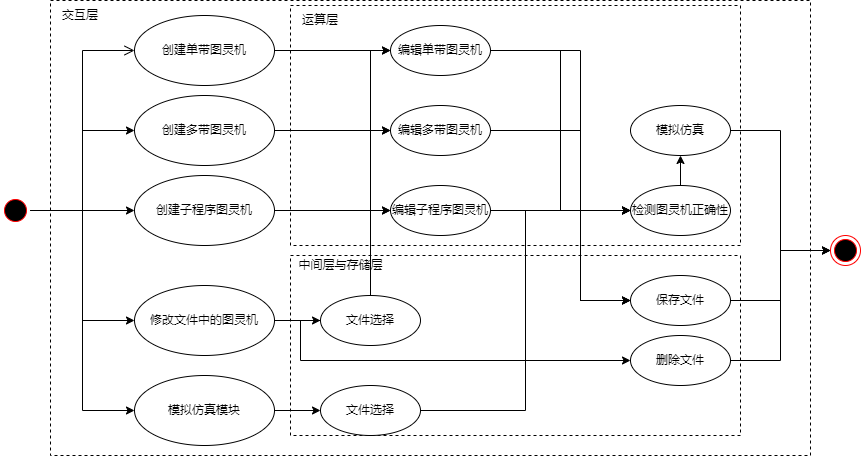 交互层
运算层
创建单带图灵机
编辑单带图灵机
创建多带图灵机
编辑多带图灵机
模拟仿真
创建子程序图灵机
编辑子程序图灵机
检测图灵机正确性
中间层与存储层
修改文件中的图灵机
文件选择
保存文件
删除文件
模拟仿真模块
文件选择